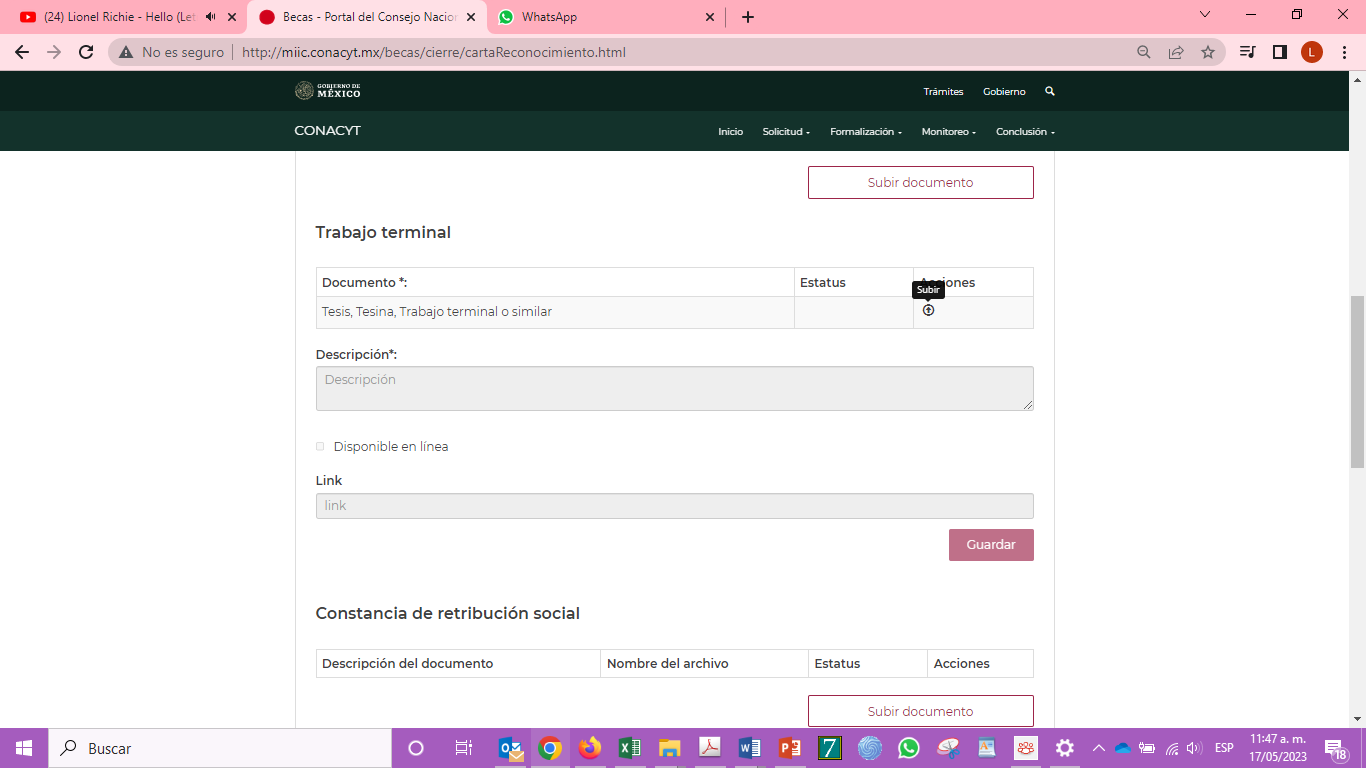 (24) Lionel Richie - Hello (Let
Becas - Portal del Consejo Nacion
WhatsApp
No es seguro
http://miic.conacyt.mx/becas/cierre/cartaReconocimiento.html
L
GOBIERNO DE
MÉXICO
Trámites
Gobierno
CONACYT
Inicio
Solicitud
Formalización
Monitoreo
Conclusión
Subir documento
Trabajo terminal
Documento *:
Estatus
Acciones
Subir
Tesis, Tesina, Trabajo terminal o similar
Descripción*:
Descripción
Disponible en línea
Link
link
Guardar
Constancia de retribución social
Descripción del documento
Nombre del archivo
Estatus
Acciones
Subir documento
Buscar
7
ESP
11:47 a. m.
17/05/2023
18